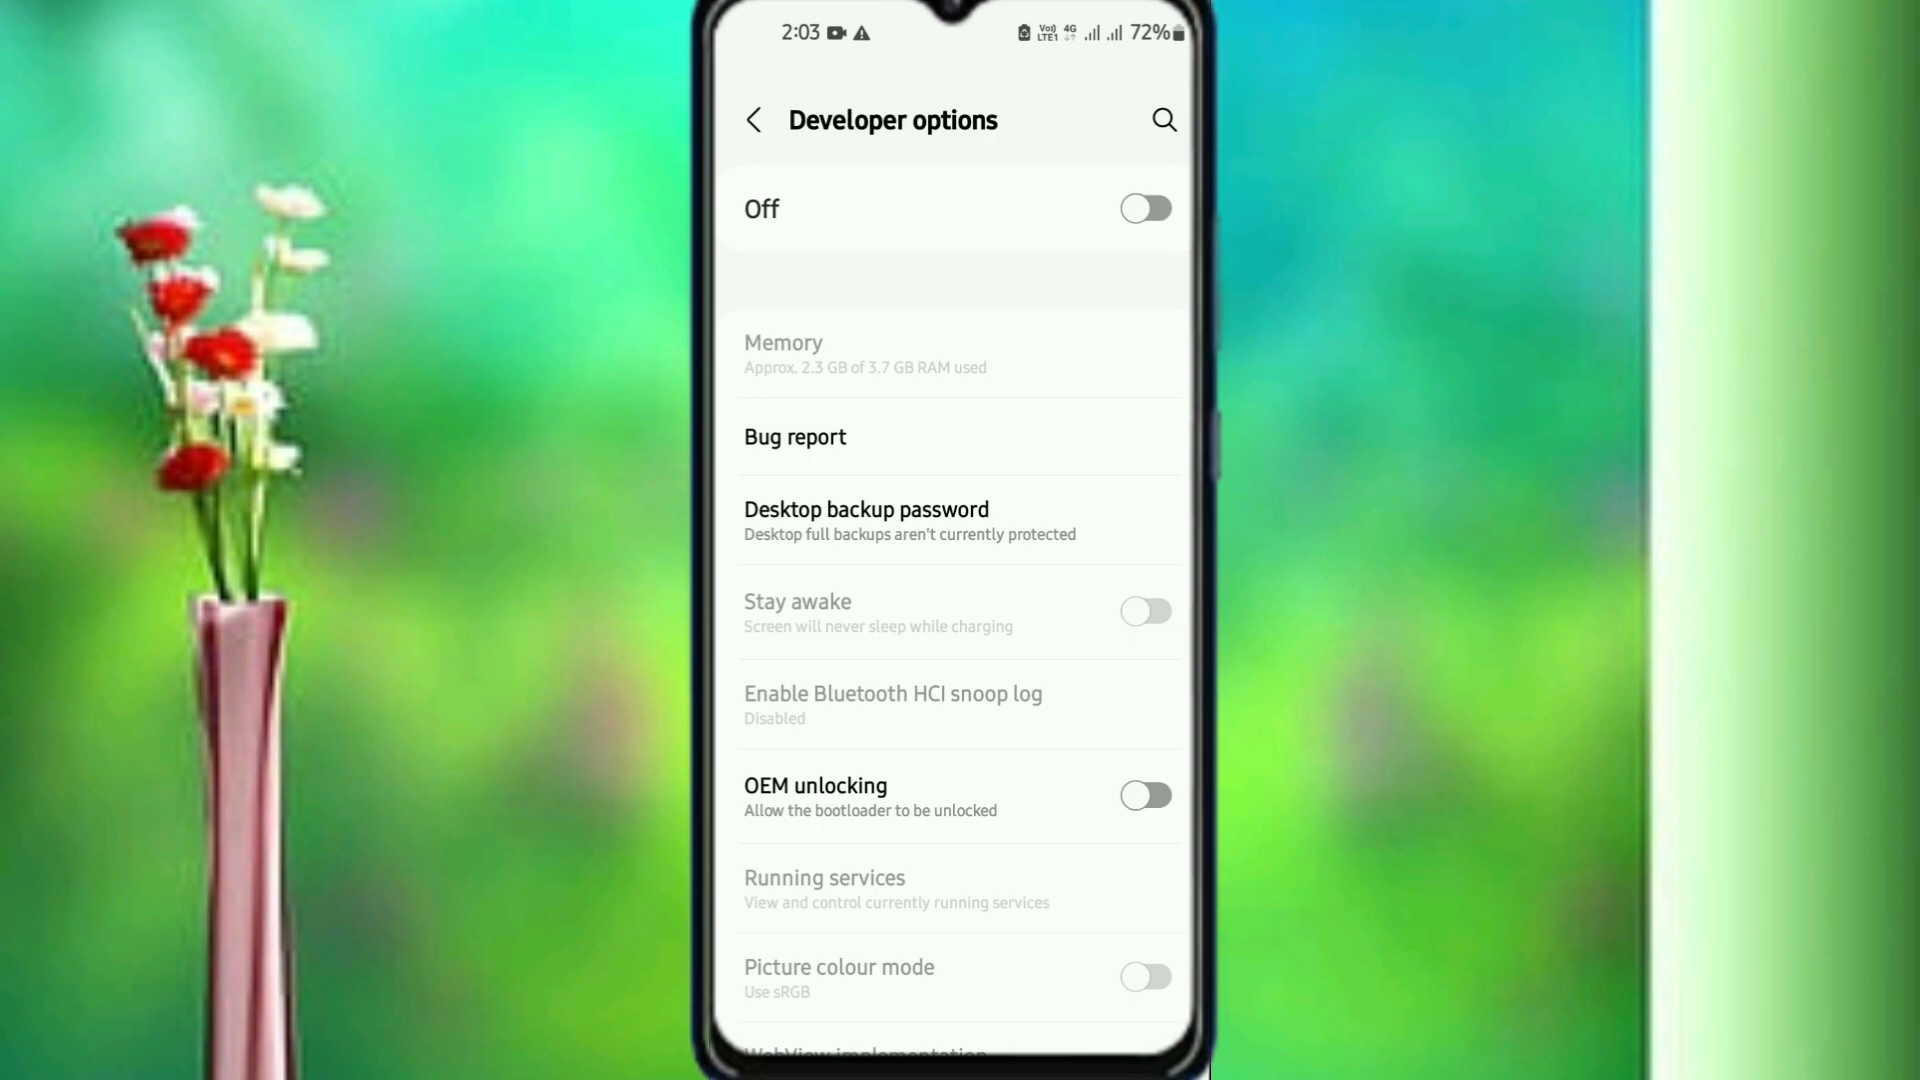 2:03 Vo) LTE1 4G 72%
Developer options
Off
Memory
Approx. 2.3 GB of 3.7 GB RAM used
Bug report
Desktop backup password
Desktop full backups aren't currently protected
Stay awake
Screen will never sleep while charging
Enable Bluetooth HCI snoop log
Disabled
OEM unlocking
Allow the bootloader to be unlocked
Running services
View and control currently running services
Picture colour mode
Use sRGB
WebView implementation